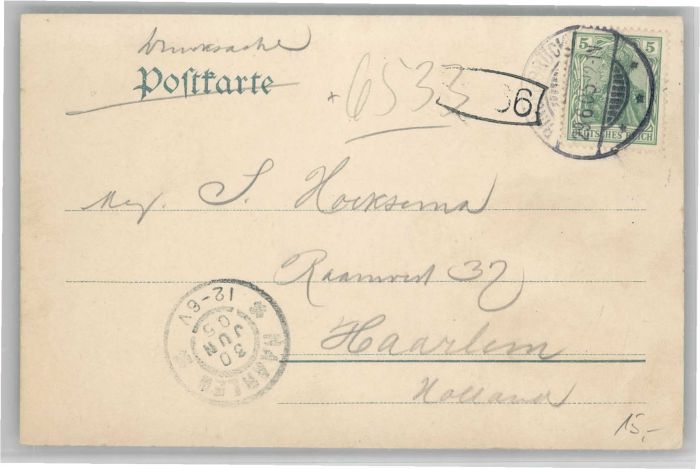 Drucksache
Postkarte
* 6533
36.
5 5
DEUTSCHES REICH
Mej. S. Hoeksema
Raamvest 37
Haarlem
Holland
HAARLEM
30
JUN
05
12-6V
15,-